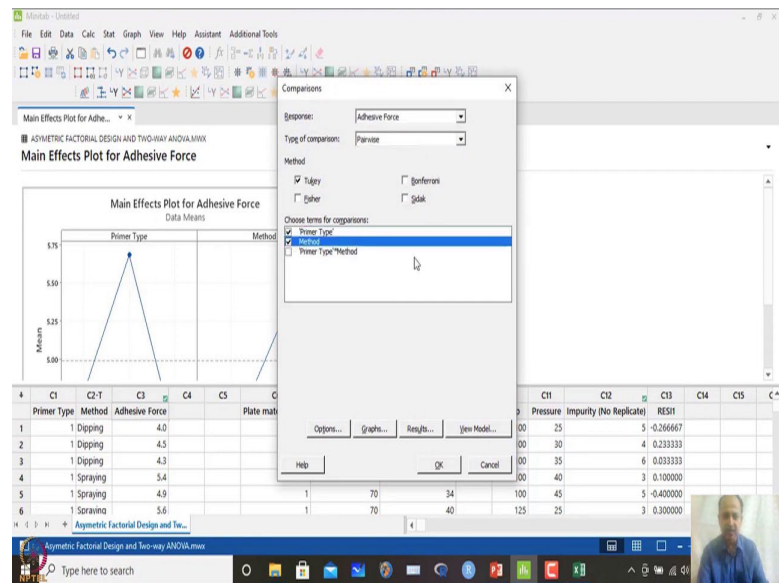 Minitab - Untitled
File Edit Data Calc Stat Graph View Help Assistant Additional Tools
Main Effects Plot for Adhe...
ASYMETRIC FACTORIAL DESIGN AND TWO-WAY ANOVA.MWX
Main Effects Plot for Adhesive Force
Main Effects Plot for Adhesive Force
Data Means
Primer Type Method
5.75
5.50
5.25
5.00
Mean
Comparisons
Response: Adhesive Force
Type of comparison: Pairwise
Method
Tukey Bonferroni
Fisher Sidak
Choose terms for comparisons:
'Primer Type'
Method
'Primer Type'*Method
Options... Graphs... Results... View Model...
Help OK Cancel
C1 C2-T C3 C4 C5 C11 C12 C13 C14 C15
Primer Type Method Adhesive Force Plate Pressure Impurity (No Replicate) RESI1
1 1 Dipping 4.0 00 25 5 -0.266667
2 1 Dipping 4.5 00 30 4 0.233333
3 1 Dipping 4.3 00 35 6 0.033333
4 1 Spraying 5.4 00 40 3 0.100000
5 1 Spraying 4.9 1 70 34 100 45 5 -0.400000
6 1 Spraying 5.6 1 70 40 125 25 3 0.300000
Asymetric Factorial Design and Tw...
Asymetric Factorial Design and Two-way ANOVA.mwx
Type here to search
NPTEL